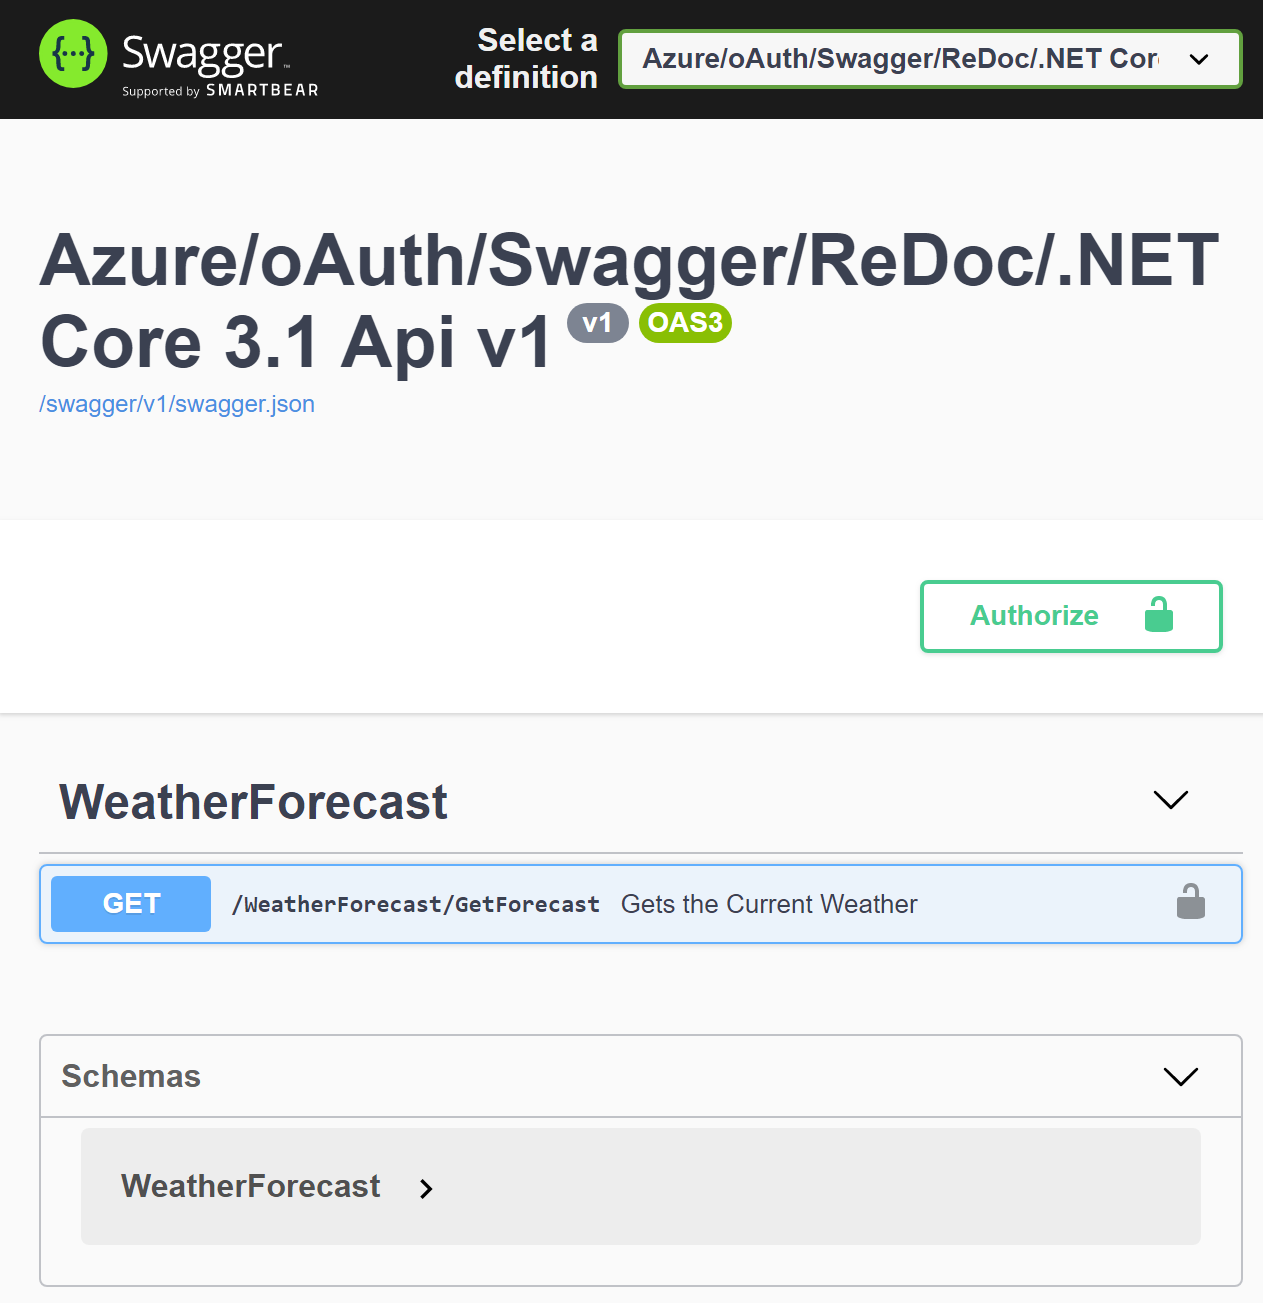 {...} Swagger™
Supported by SMARTBEAR
Select a
definition
Azure/oAuth/Swagger/ReDoc/.NET Cor
Azure/oAuth/Swagger/ReDoc/.NET
Core 3.1 Api v1 v1 OAS3
/swagger/v1/swagger.json
Authorize
WeatherForecast
GET /WeatherForecast/GetForecast Gets the Current Weather
Schemas
WeatherForecast